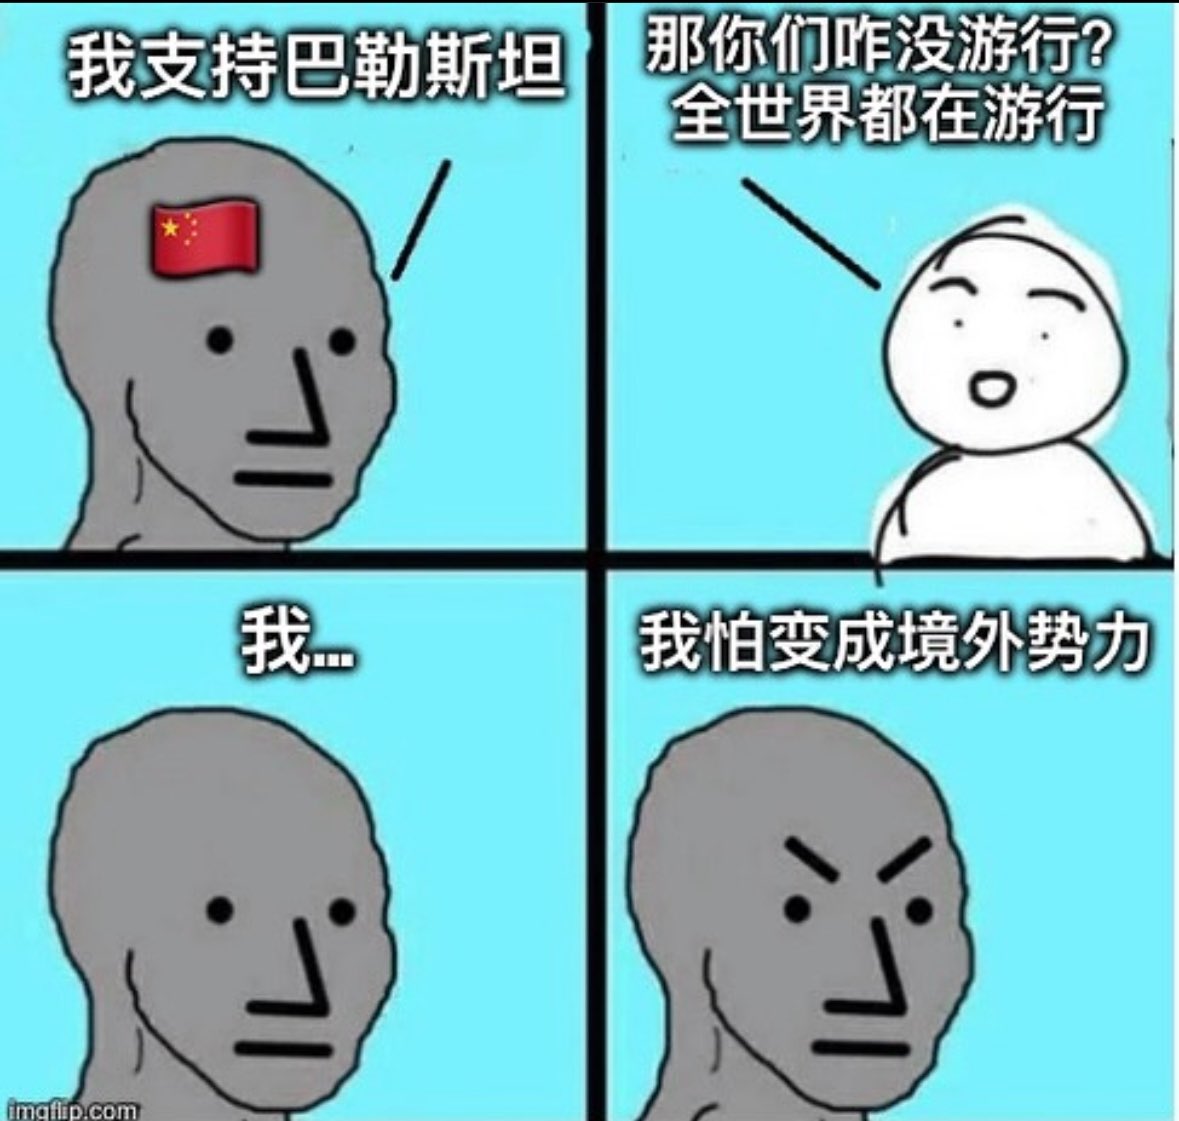 我支持巴勒斯坦
那你们咋没游行?
全世界都在游行
我...
我怕变成境外势力
imgflip.com